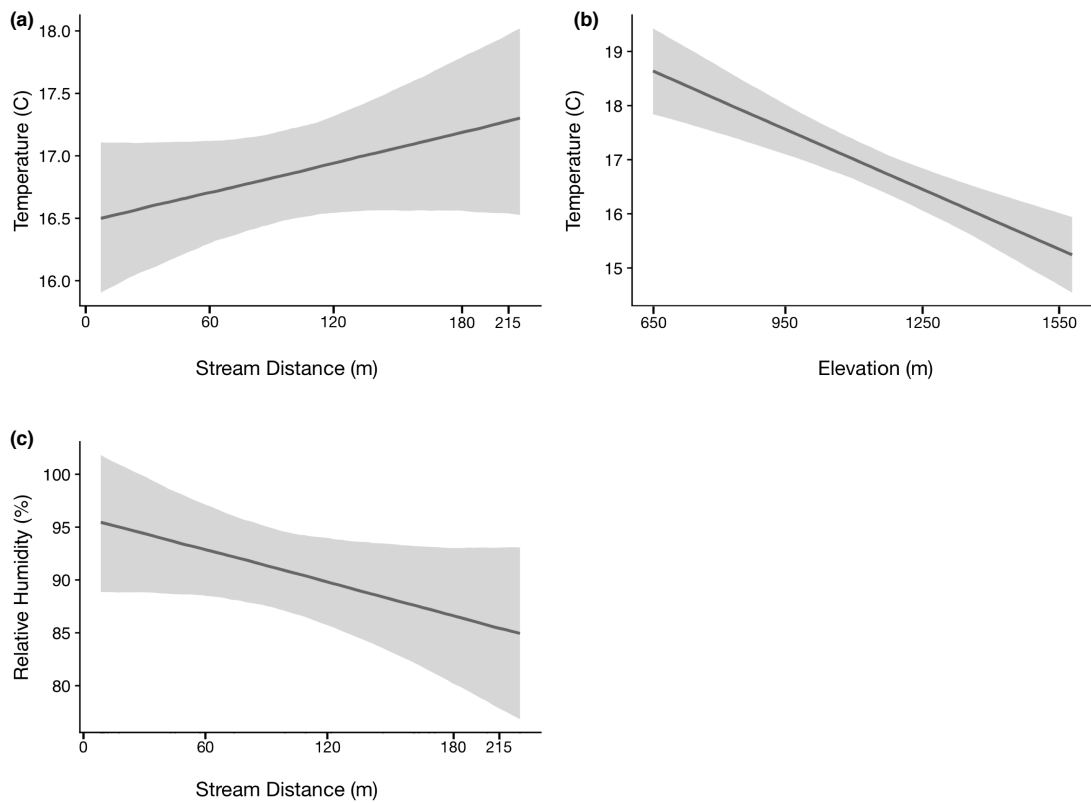 (a)
18.0
17.5
17.0
16.5
16.0
Temperature (C)
0 60 120 180 215
Stream Distance (m)
(b)
19
18
17
16
15
Temperature (C)
650 950 1250 1550
Elevation (m)
(c)
100
95
90
85
80
Relative Humidity (%)
0 60 120 180 215
Stream Distance (m)